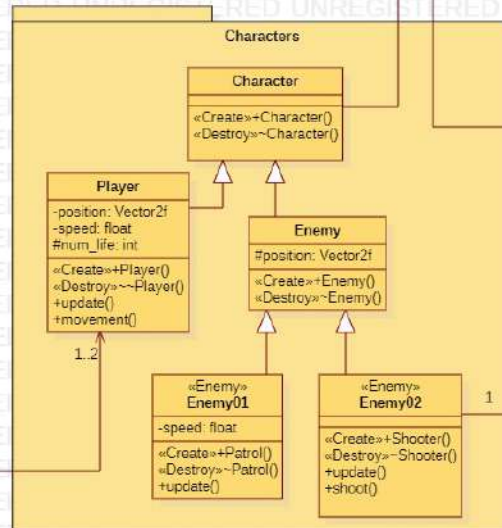 UNREGISTERED
Characters
Character
«Create»+Character()
«Destroy»~Character()
Player
-position: Vector2f
-speed: float
#num_life: int
«Create»+Player()
«Destroy»~~Player()
+update()
+movement()
Enemy
#position: Vector2f
«Create»+Enemy()
«Destroy»~Enemy()
1..2
«Enemy»
Enemy01
-speed: float
«Create»+Patrol()
«Destroy»~Patrol()
+update()
«Enemy»
Enemy02
«Create»+Shooter()
«Destroy»~Shooter()
+update()
+shoot()
1